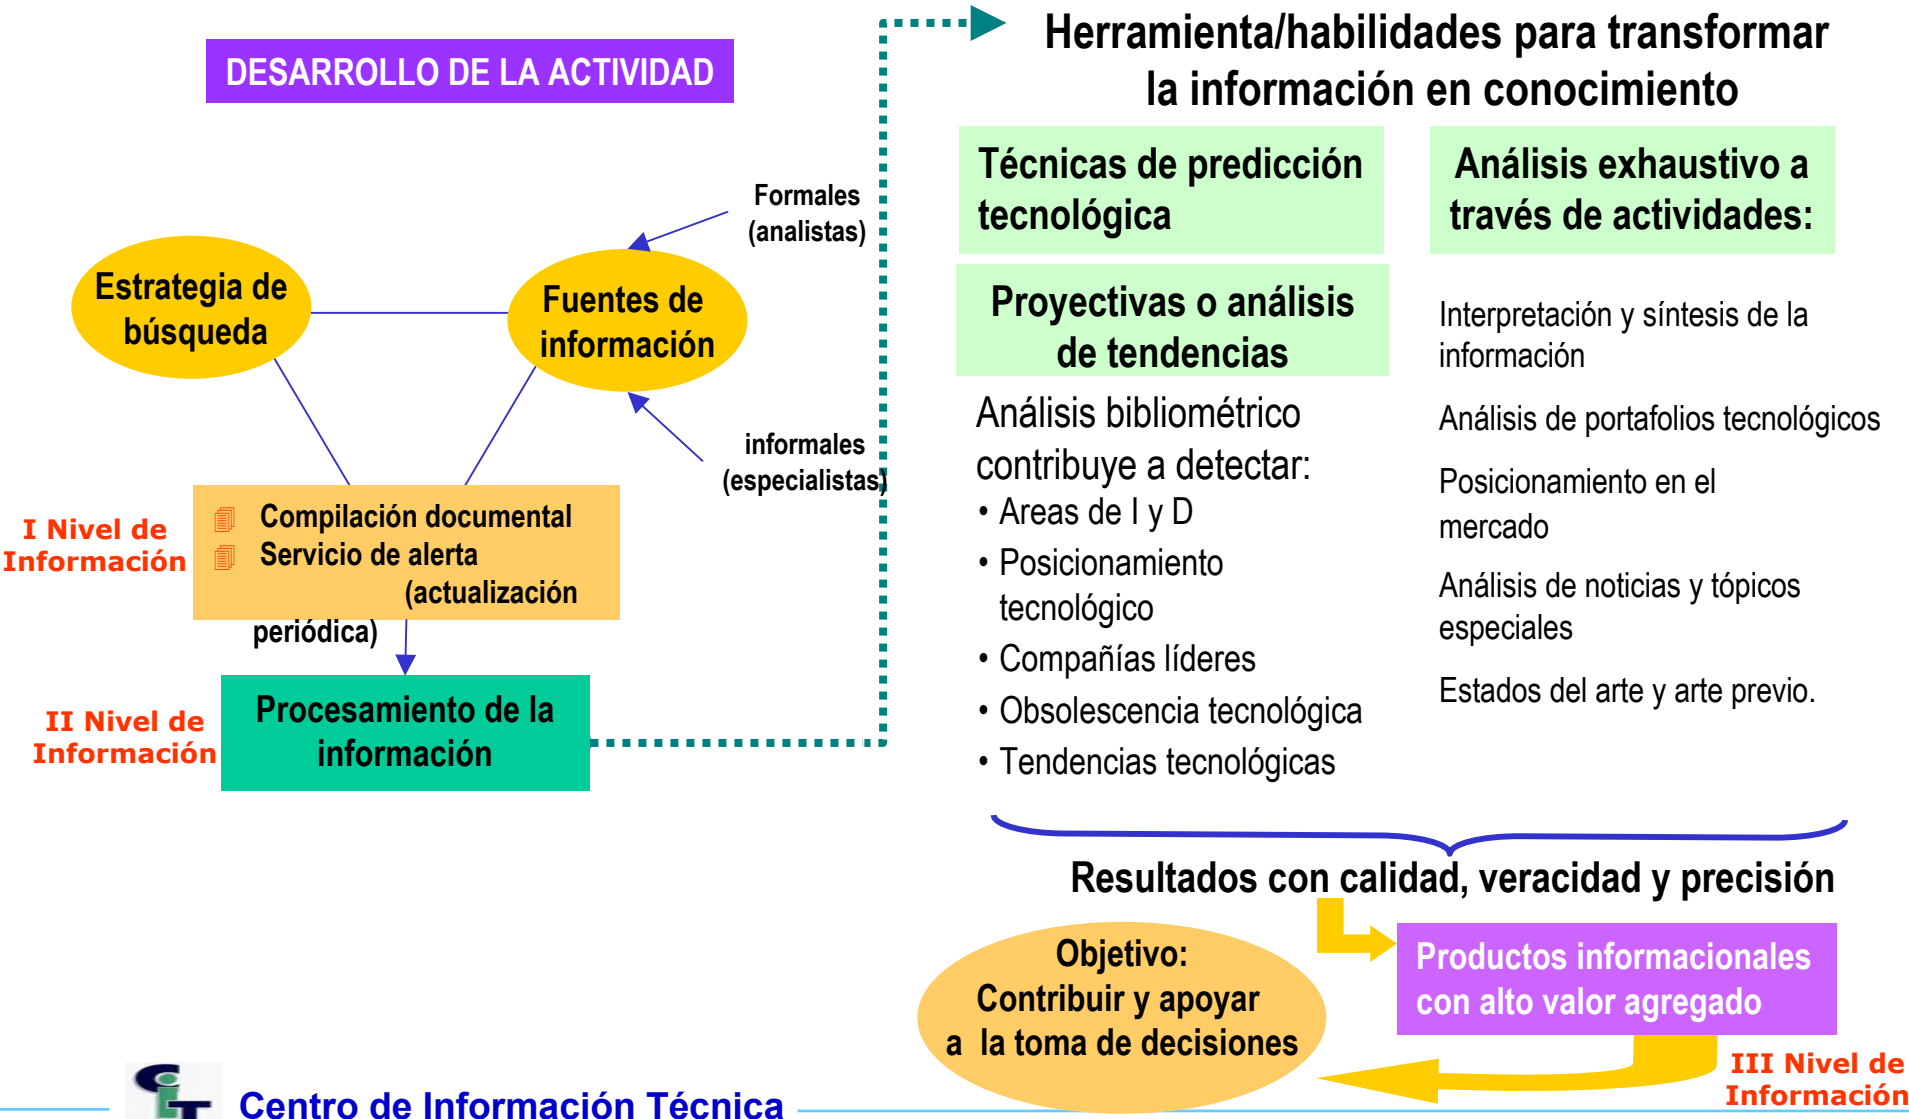 DESARROLLO DE LA ACTIVIDAD
Formales
(analistas)
Estrategia de
búsqueda
Fuentes de
información
informales
(especialistas)
I Nivel de
Información
Compilación documental
Servicio de alerta
(actualización
periódica)
II Nivel de
Información
Procesamiento de la
información
Herramienta/habilidades para transformar
la información en conocimiento
Técnicas de predicción
tecnológica
Proyectivas o análisis
de tendencias
Análisis bibliométrico
contribuye a detectar:
• Areas de I y D
• Posicionamiento
tecnológico
• Compañías líderes
• Obsolescencia tecnológica
• Tendencias tecnológicas
Análisis exhaustivo a
través de actividades:
Interpretación y síntesis de la
información
Análisis de portafolios tecnológicos
Posicionamiento en el
mercado
Análisis de noticias y tópicos
especiales
Estados del arte y arte previo.
Resultados con calidad, veracidad y precisión
Productos informacionales
con alto valor agregado
Objetivo:
Contribuir y apoyar
a la toma de decisiones
III Nivel de
Información
CiT
Centro de Información Técnica